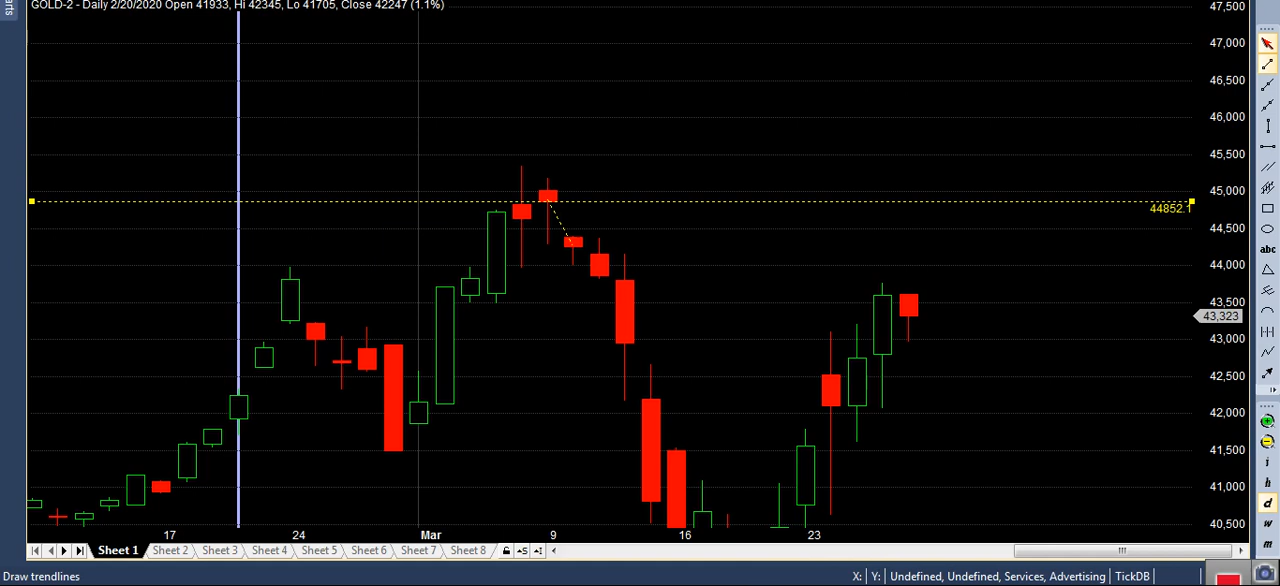 GOLD-2 - Daily 2/20/2020 Open 41933, Hi 42345, Lo 41705, Close 42247 (1.1%)
47,500
47,000
46,500
46,000
45,500
45,000
44852.1
44,500
44,000
43,500
43,323
43,000
42,500
42,000
41,500
41,000
40,500
17 24 Mar 9 16 23
Sheet 1 Sheet 2 Sheet 3 Sheet 4 Sheet 5 Sheet 6 Sheet 7 Sheet 8
abc
i
h
d
w
m
Draw trendlines X: Y: Undefined, Undefined, Services, Advertising TickDB